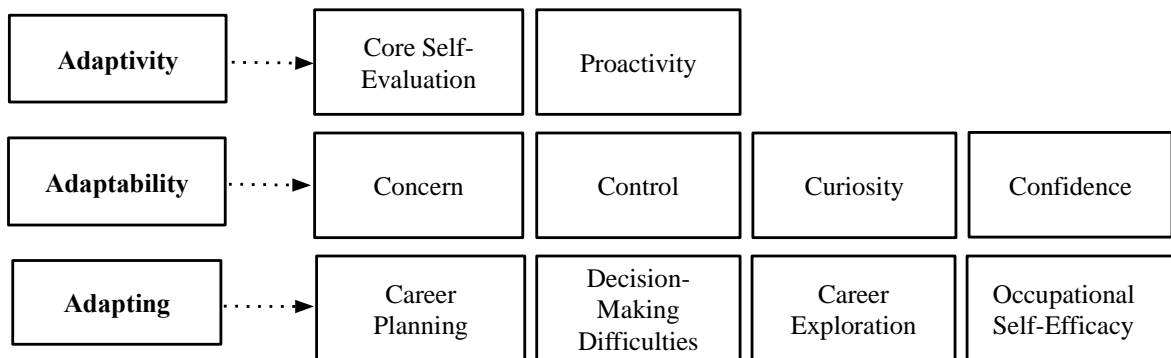 Adaptivity
Core Self-
Evaluation
Proactivity
Adaptability
Concern
Control
Curiosity
Confidence
Adapting
Career
Planning
Decision-
Making
Difficulties
Career
Exploration
Occupational
Self-Efficacy